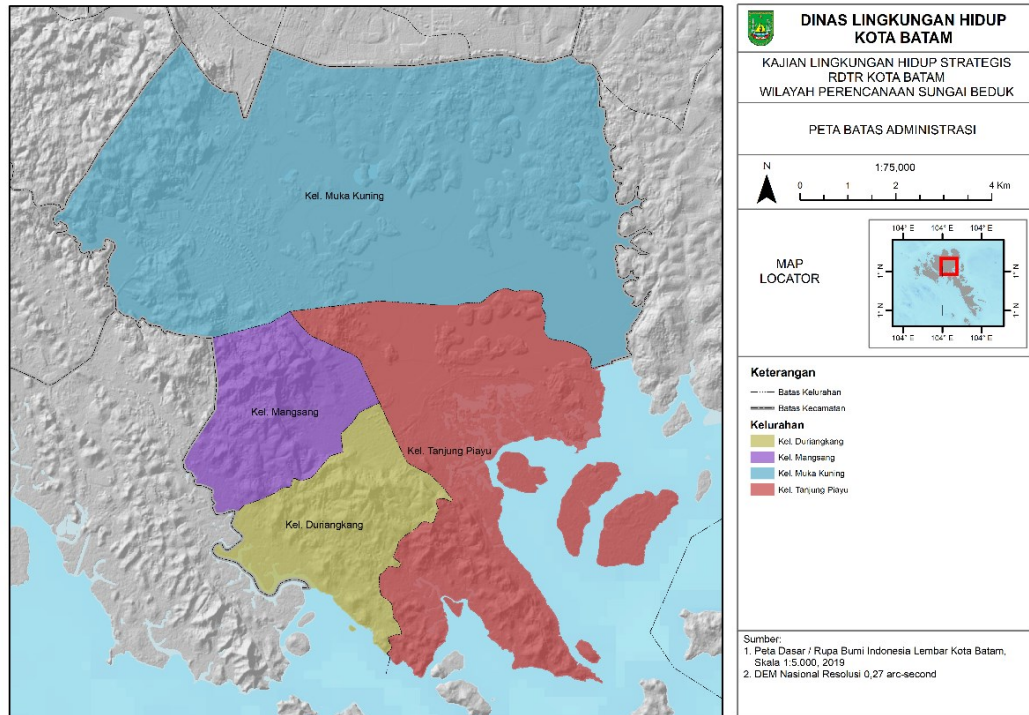 Kel. Muka Kuning
Kel. Mangsang
Kel. Tanjung Piayu
Kel. Duriangkang
DINAS LINGKUNGAN HIDUP
KOTA BATAM
KAJIAN LINGKUNGAN HIDUP STRATEGIS
RDTR KOTA BATAM
WILAYAH PERENCANAAN SUNGAI BEDUK
PETA BATAS ADMINISTRASI
N
1:75,000
0 1 2 4 Km
MAP
LOCATOR
104° E 104° E 104° E
1° N 1° N
1° N 1° N
104° E 104° E 104° E
Keterangan
Batas Kelurahan
Batas Kecamatan
Kelurahan
Kel. Duriangkang
Kel. Mangsang
Kel. Muka Kuning
Kel. Tanjung Piayu
Sumber:
1. Peta Dasar / Rupa Bumi Indonesia Lembar Kota Batam,
Skala 1:5.000, 2019
2. DEM Nasional Resolusi 0,27 arc-second